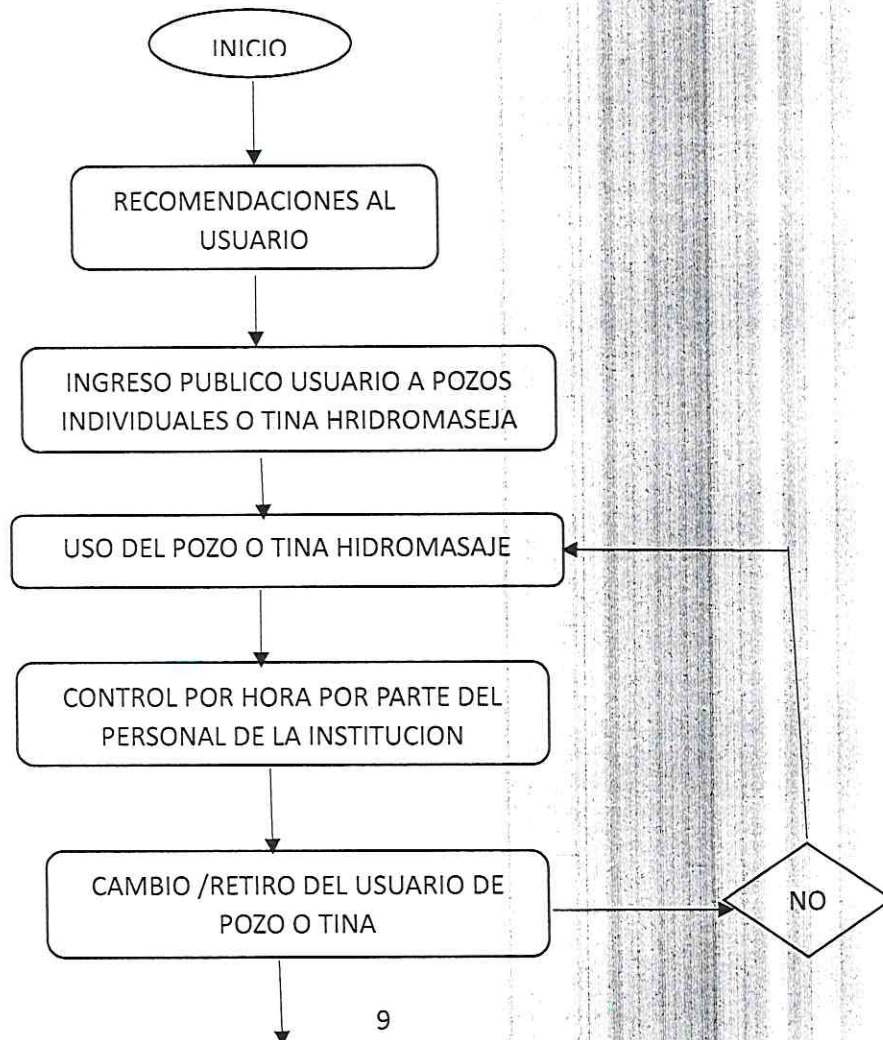 INICIO
RECOMENDACIONES AL
USUARIO
INGRESO PUBLICO USUARIO A POZOS
INDIVIDUALES O TINA HRIDROMASEJA
USO DEL POZO O TINA HIDROMASAJE
CONTROL POR HORA POR PARTE DEL
PERSONAL DE LA INSTITUCION
CAMBIO /RETIRO DEL USUARIO DE
POZO O TINA
NO
9